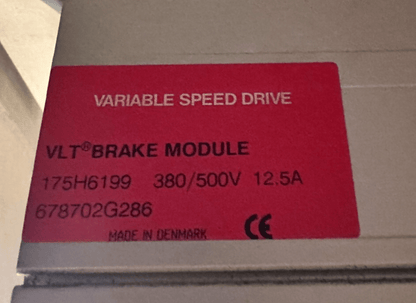 VARIABLE SPEED DRIVE
VLT®BRAKE MODULE
175H6199 380/500V 12.5A
678702G286
MADE IN DENMARK CE